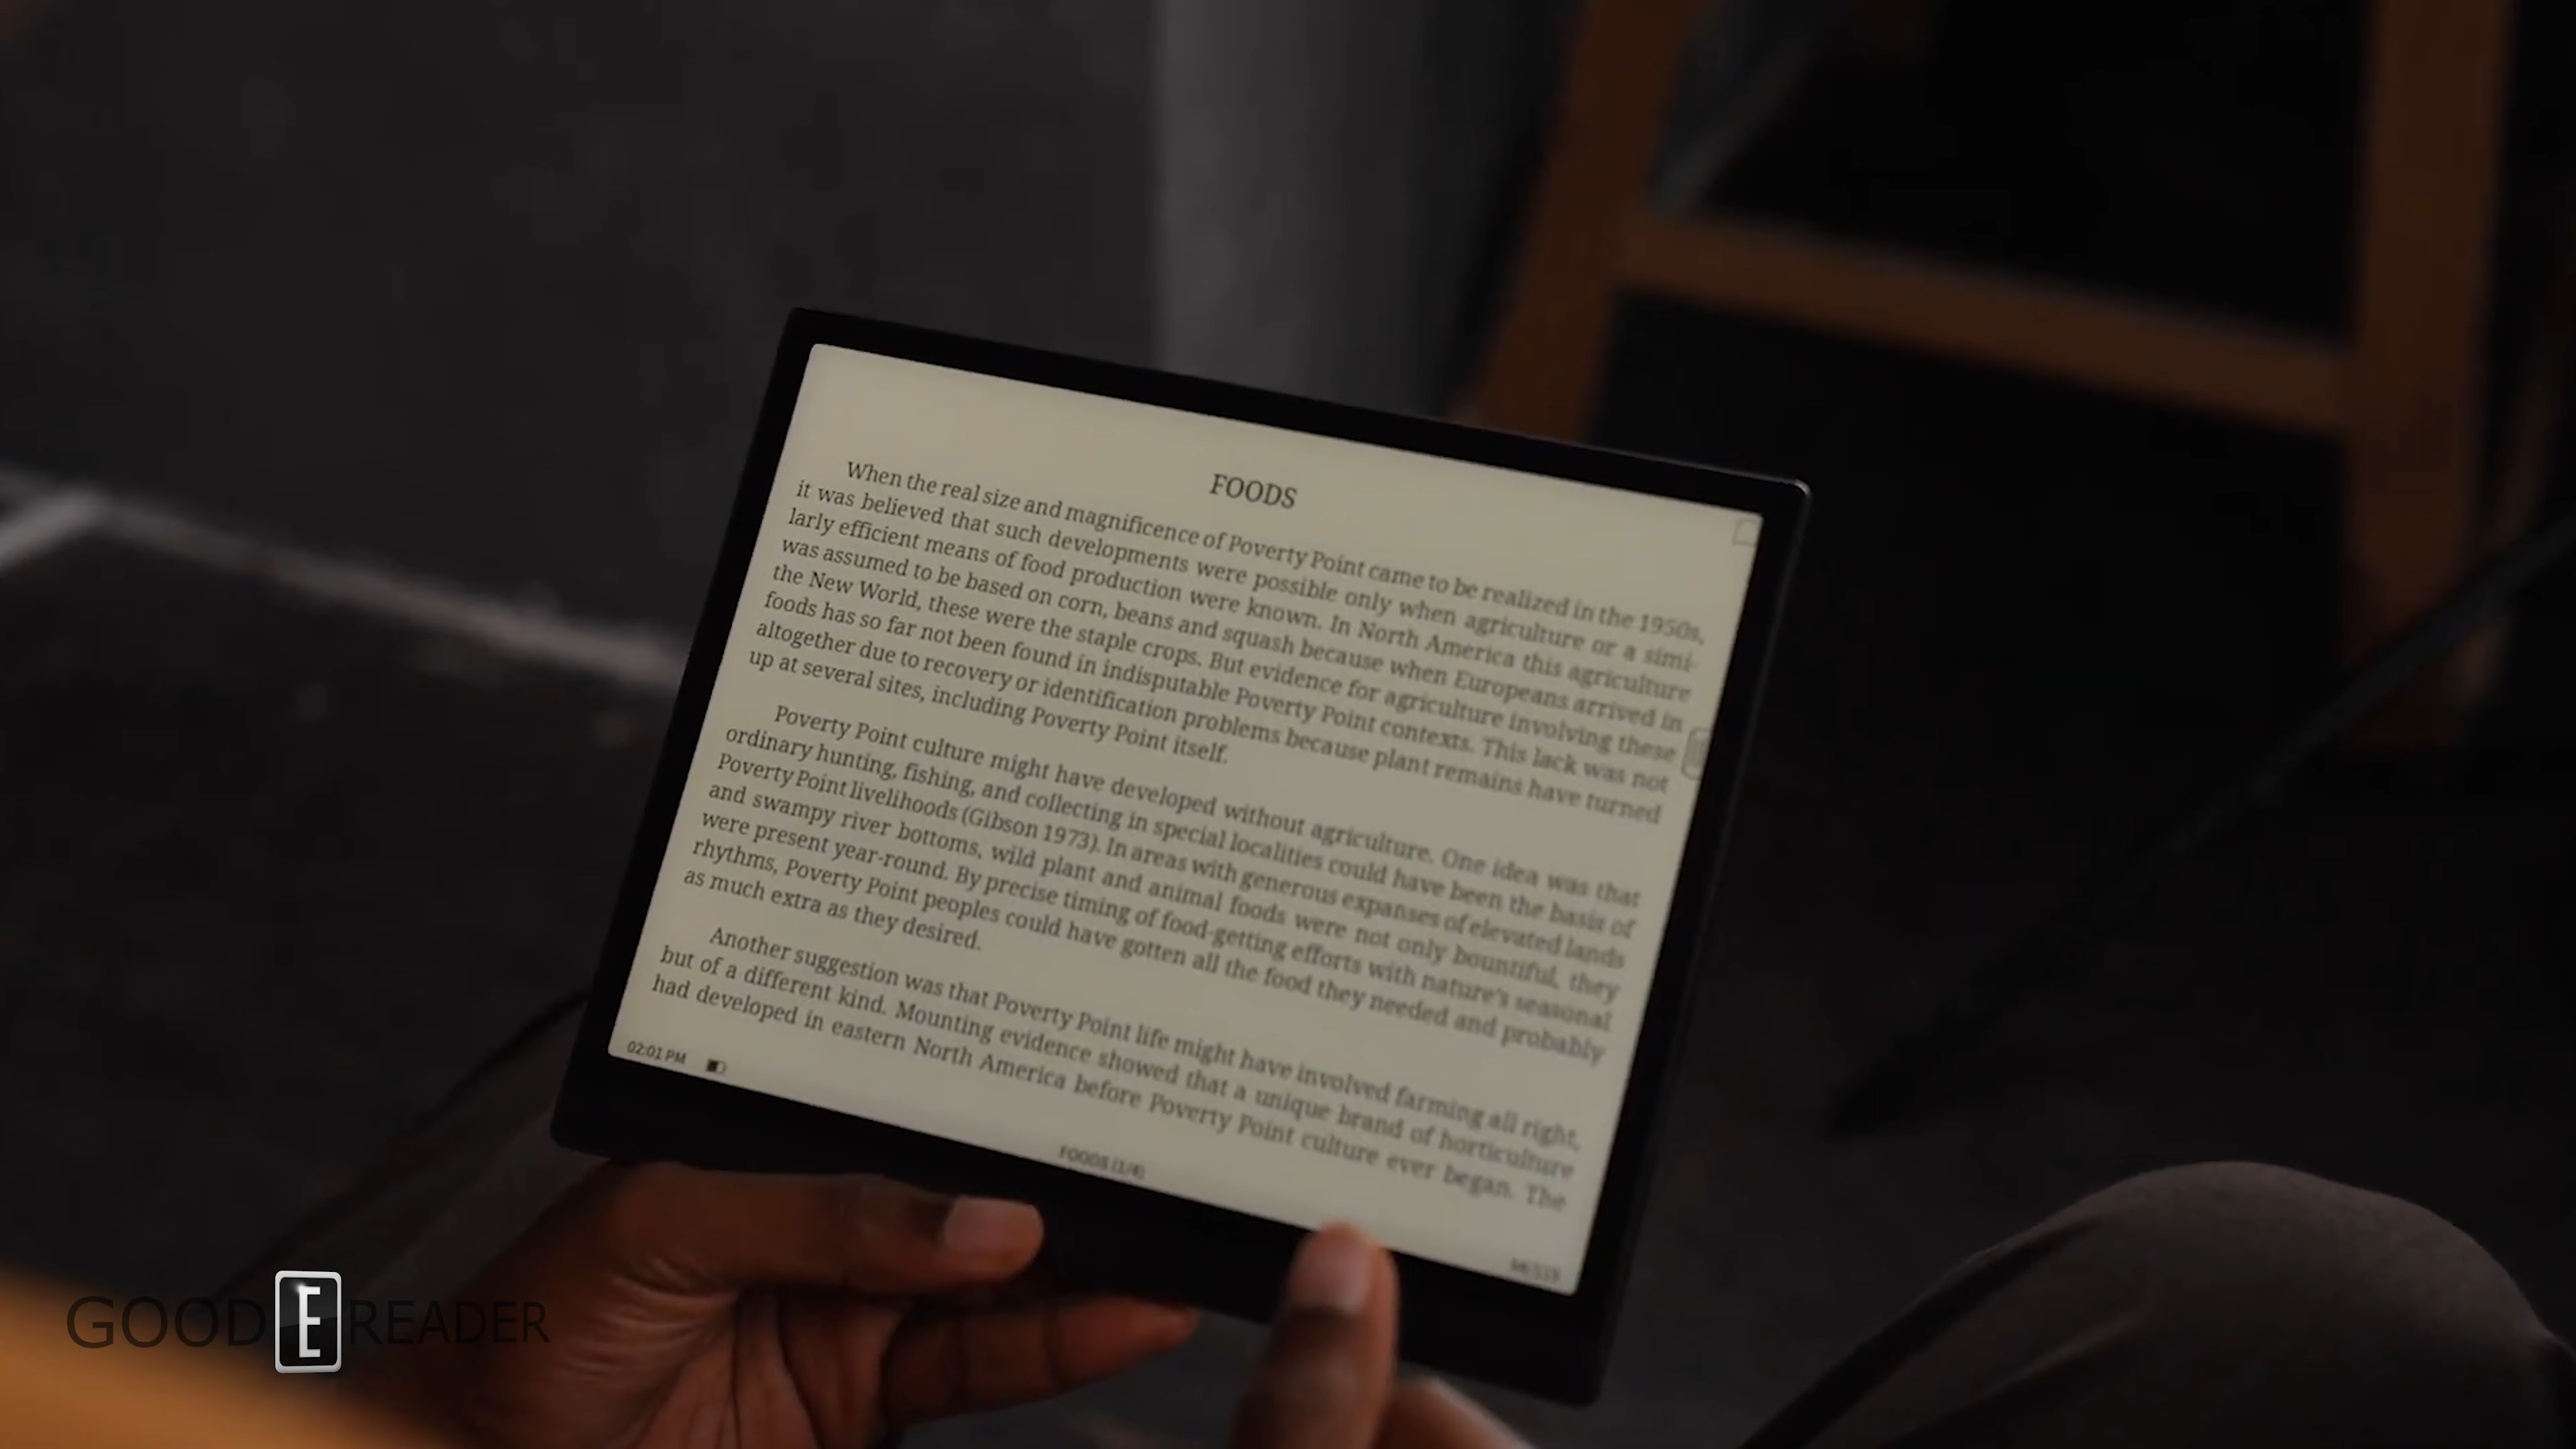 FOODS
When the real size and magnificence of Poverty Point came to be realized in the 1950s,
it was believed that such developments were possible only when agriculture or a simi-
larly efficient means of food production were known. In North America this agriculture
was assumed to be based on corn, beans and squash because when Europeans arrived in
the New World, these were the staple crops. But evidence for agriculture involving these
foods has so far not been found in indisputable Poverty Point contexts. This lack was not
altogether due to recovery or identification problems because plant remains have turned
up at several sites, including Poverty Point itself.
Poverty Point culture might have developed without agriculture. One idea was that
ordinary hunting, fishing, and collecting in special localities could have been the basis of
Poverty Point livelihoods (Gibson 1973). In areas with generous expanses of elevated lands
and swampy river bottoms, wild plant and animal foods were not only bountiful, they
were present year-round. By precise timing of food-getting efforts with nature's seasonal
rhythms, Poverty Point peoples could have gotten all the food they needed and probably
as much extra as they desired.
Another suggestion was that Poverty Point life might have involved farming all right,
but of a different kind. Mounting evidence showed that a unique brand of horticulture
had developed in eastern North America before Poverty Point culture ever began. The
02:01 PM
FOODS (1/4)
GOOD E READER